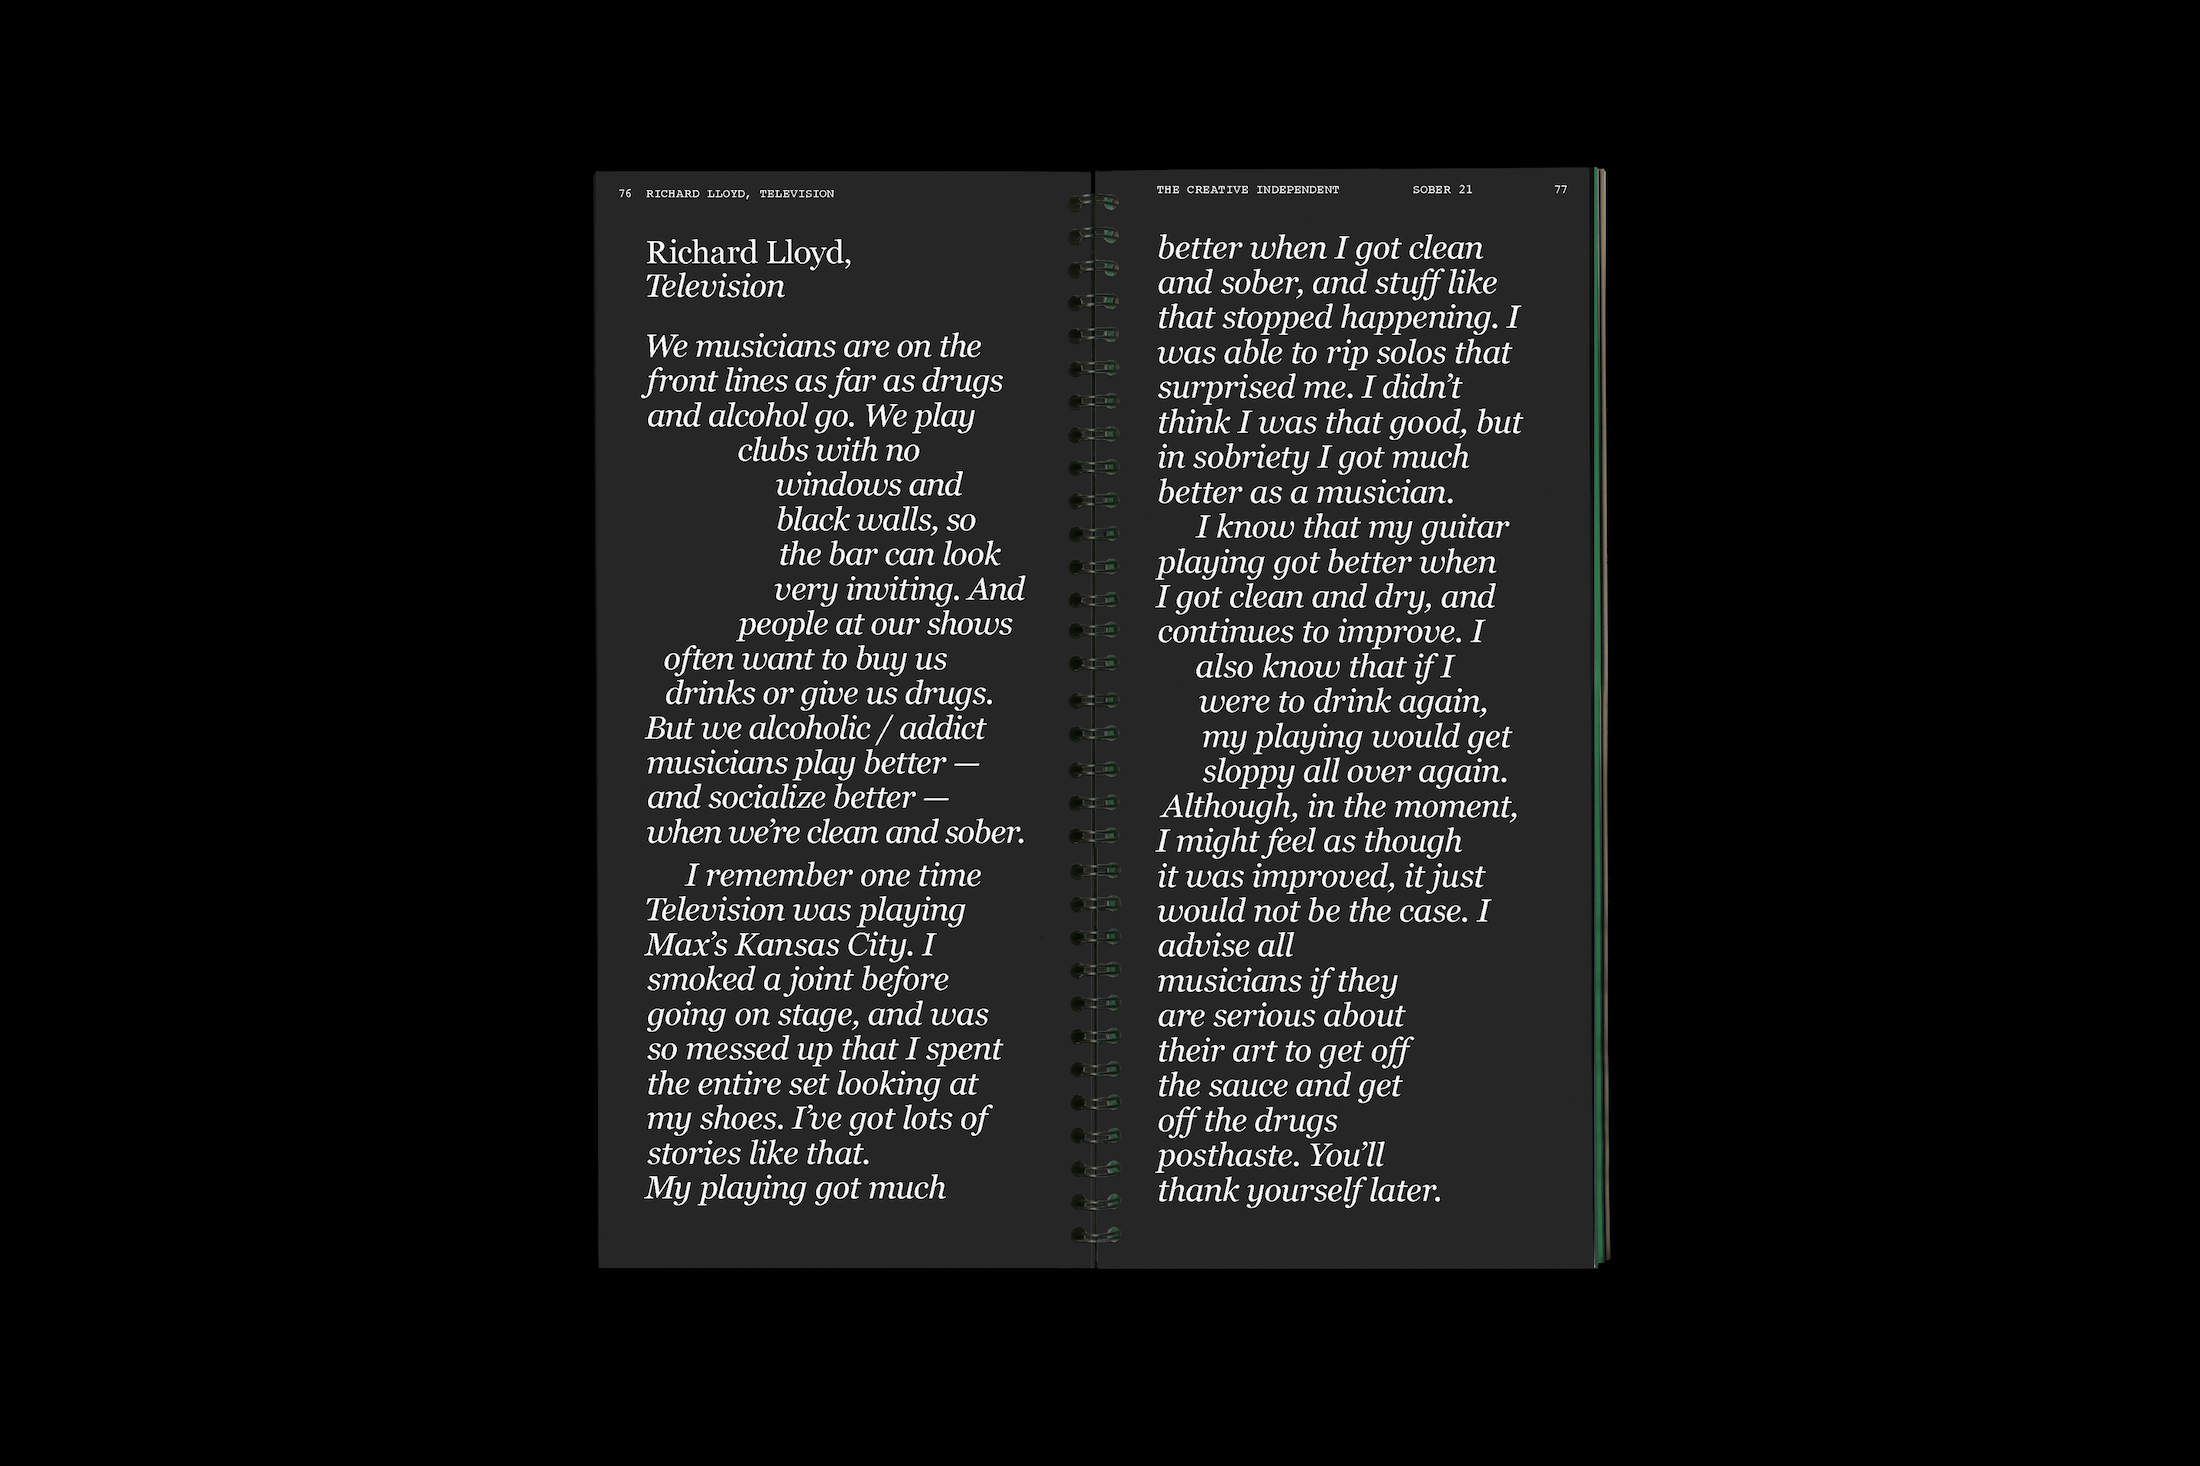 76 RICHARD LLOYD, TELEVISION
Richard Lloyd,
Television
We musicians are on the
front lines as far as drugs
and alcohol go. We play
clubs with no
windows and
black walls, so
the bar can look
very inviting. And
people at our shows
often want to buy us
drinks or give us drugs.
But we alcoholic / addict
musicians play better —
and socialize better —
when we’re clean and sober.
I remember one time
Television was playing
Max’s Kansas City. I
smoked a joint before
going on stage, and was
so messed up that I spent
the entire set looking at
my shoes. I’ve got lots of
stories like that.
My playing got much
THE CREATIVE INDEPENDENT SOBER 21 77
better when I got clean
and sober, and stuff like
that stopped happening. I
was able to rip solos that
surprised me. I didn’t
think I was that good, but
in sobriety I got much
better as a musician.
I know that my guitar
playing got better when
I got clean and dry, and
continues to improve. I
also know that if I
were to drink again,
my playing would get
sloppy all over again.
Although, in the moment,
I might feel as though
it was improved, it just
would not be the case. I
advise all
musicians if they
are serious about
their art to get off
the sauce and get
off the drugs
posthaste. You’ll
thank yourself later.